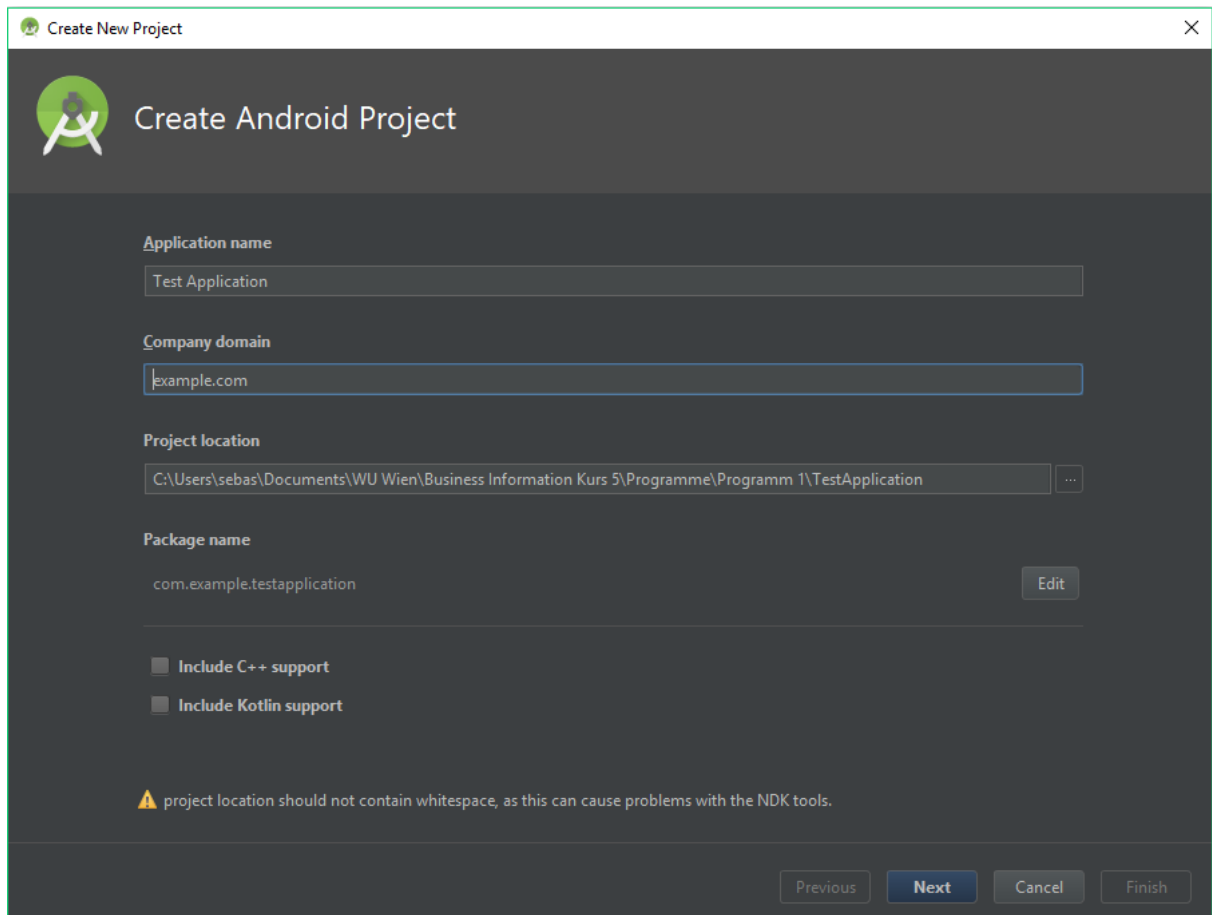 Create New Project
Create Android Project
Application name
Test Application
Company domain
example.com
Project location
C:\Users\sebas\Documents\WU Wien\Business Information Kurs 5\Programme\Programm 1\TestApplication
...
Package name
com.example.testapplication
Edit
Include C++ support
Include Kotlin support
project location should not contain whitespace, as this can cause problems with the NDK tools.
Previous
Next
Cancel
Finish